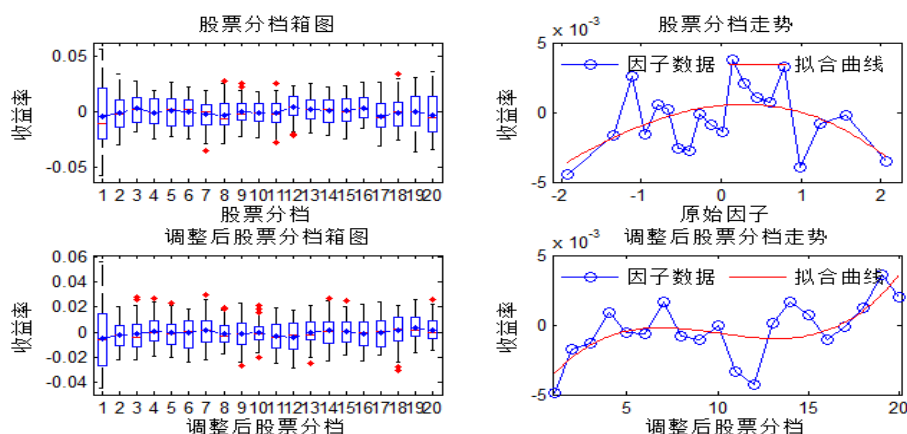 股票分档箱图
0.05
0
-0.05
收益率
1 2 3 4 5 6 7 8 9 10 11 12 13 14 15 16 17 18 19 20
股票分档
股票分档走势
5 × 10⁻³
0
-5
收益率
因子数据
拟合曲线
-2 -1 0 1 2
原始因子
调整后股票分档箱图
0.06
0.04
0.02
0
-0.02
-0.04
收益率
1 2 3 4 5 6 7 8 9 10 11 12 13 14 15 16 17 18 19 20
调整后股票分档
调整后股票分档走势
5 × 10⁻³
0
-5
收益率
因子数据
拟合曲线
5 10 15 20
调整后股票分档